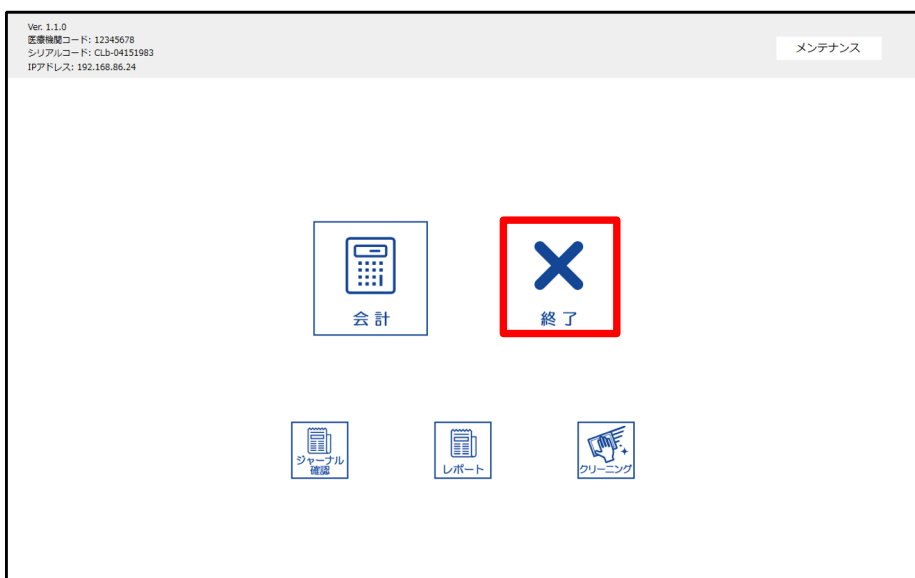 Ver. 1.1.0
医療機関コード: 12345678
シリアルコード: CLb-04151983
IPアドレス: 192.168.86.24
メンテナンス
会計
終了
ジャーナル
確認
レポート
クリーニング